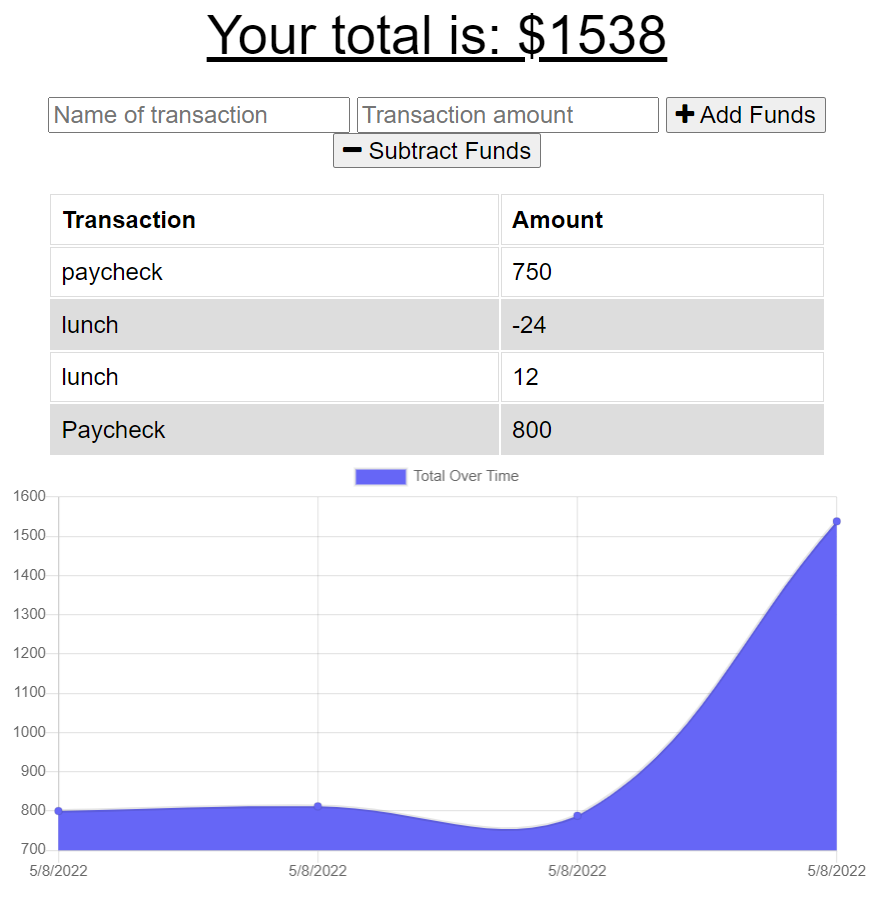 Your total is: $1538
Name of transaction Transaction amount Add Funds
Subtract Funds
Transaction Amount
paycheck 750
lunch -24
lunch 12
Paycheck 800
Total Over Time
1600
1500
1400
1300
1200
1100
1000
900
800
700
5/8/2022 5/8/2022 5/8/2022 5/8/2022